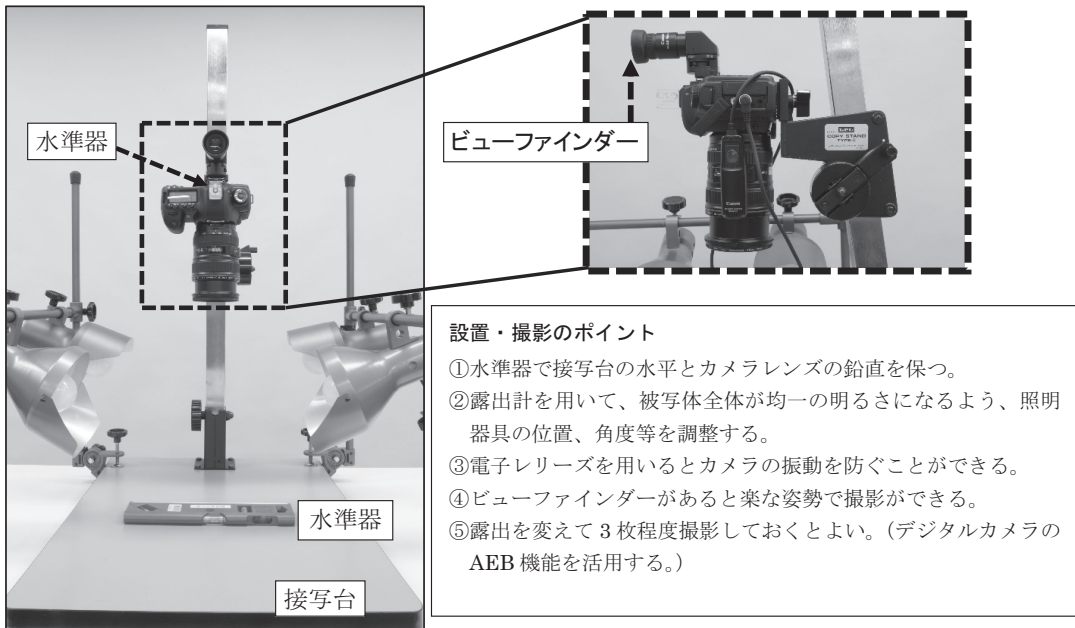 水準器
ビューファインダー
COPY STAND
Canon
水準器
接写台
設置・撮影のポイント
①水準器で接写台の水平とカメラレンズの鉛直を保つ。
②露出計を用いて、被写体全体が均一の明るさになるよう、照明
器具の位置、角度等を調整する。
③電子レリーズを用いるとカメラの振動を防ぐことができる。
④ビューファインダーがあると楽な姿勢で撮影ができる。
⑤露出を変えて 3 枚程度撮影しておくとよい。(デジタルカメラの
AEB 機能を活用する。)